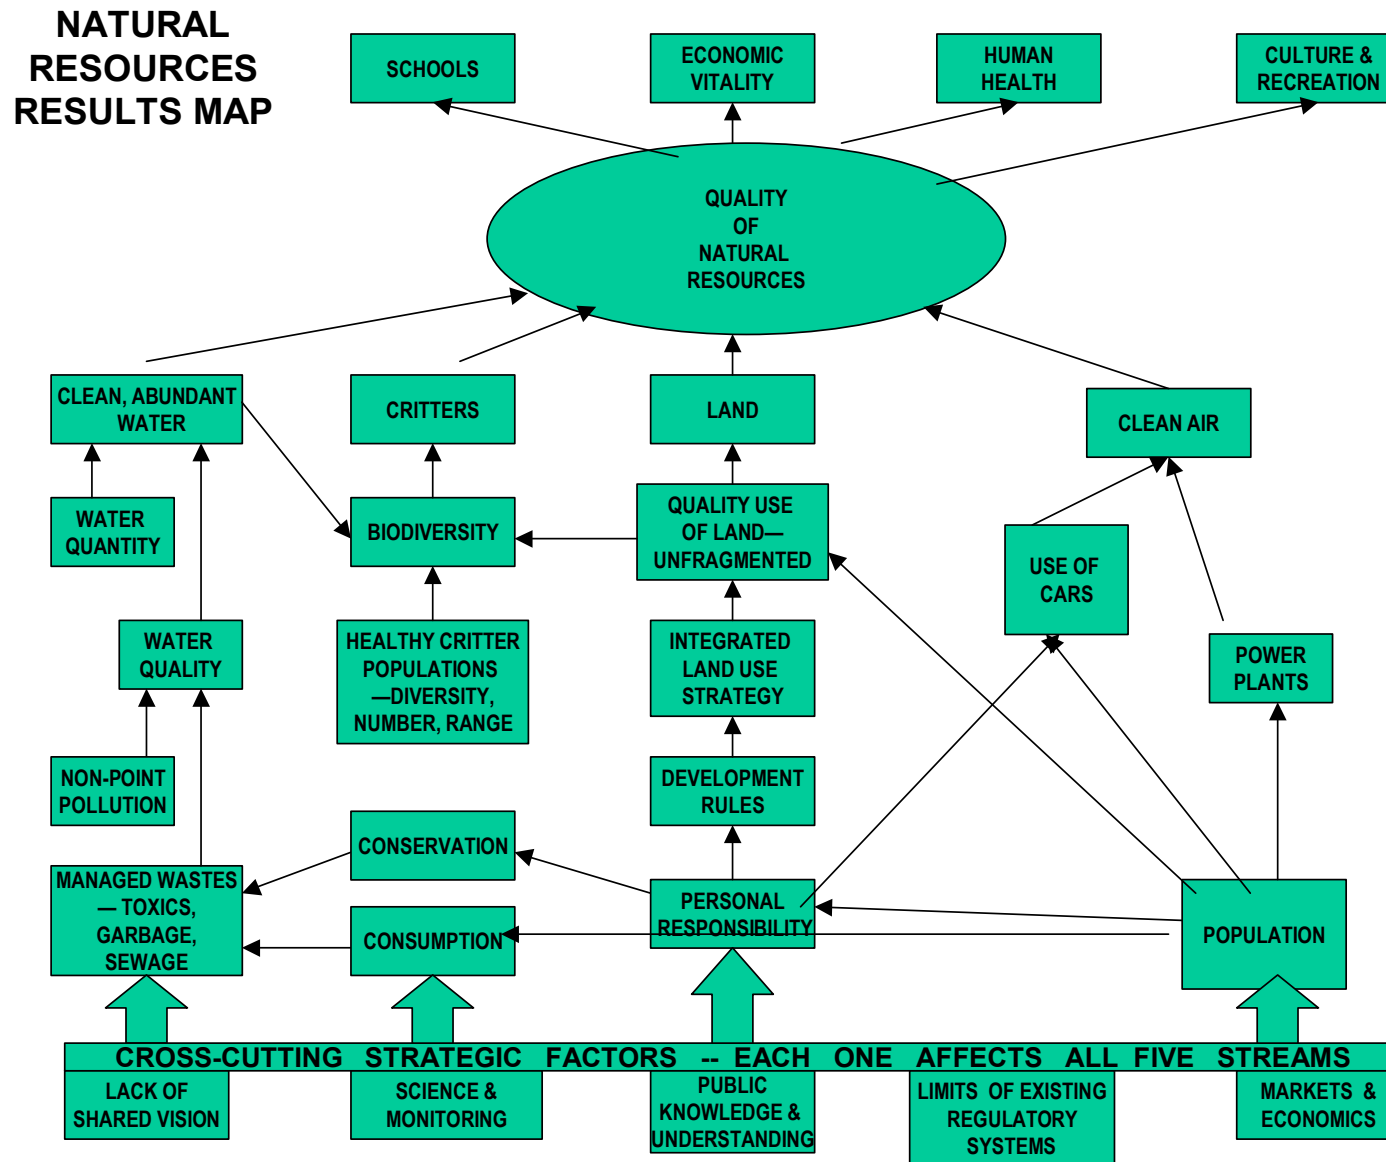 NATURAL
RESOURCES
RESULTS MAP
SCHOOLS
ECONOMIC
VITALITY
HUMAN
HEALTH
CULTURE &
RECREATION
QUALITY
OF
NATURAL
RESOURCES
CLEAN, ABUNDANT
WATER
CRITTERS
LAND
CLEAN AIR
WATER
QUANTITY
BIODIVERSITY
QUALITY USE
OF LAND—
UNFRAGMENTED
USE OF
CARS
WATER
QUALITY
HEALTHY CRITTER
POPULATIONS
—DIVERSITY,
NUMBER, RANGE
INTEGRATED
LAND USE
STRATEGY
POWER
PLANTS
NON-POINT
POLLUTION
DEVELOPMENT
RULES
CONSERVATION
MANAGED WASTES
— TOXICS,
GARBAGE,
SEWAGE
CONSUMPTION
PERSONAL
RESPONSIBILITY
POPULATION
CROSS-CUTTING STRATEGIC FACTORS -- EACH ONE AFFECTS ALL FIVE STREAMS
LACK OF
SHARED VISION
SCIENCE &
MONITORING
PUBLIC
KNOWLEDGE &
UNDERSTANDING
LIMITS OF EXISTING
REGULATORY
SYSTEMS
MARKETS &
ECONOMICS